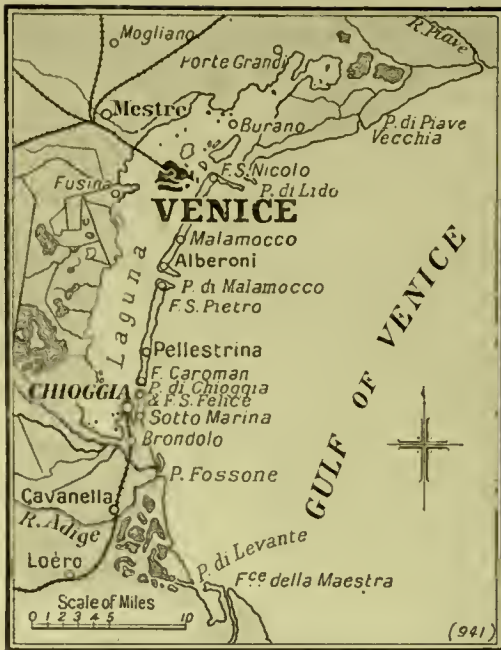 Mogliano
R. Piave
Porte Grandi
Mestre
Burano
P. di Piave
Vecchia
F.S. Nicolo
Fusina
P. di Lido
VENICE
Malamocco
Alberoni
Laguna
P. di Malamocco
F.S. Pietro
GULF OF VENICE
Pellestrina
F. Caroman
CHIOGGIA
P. di Chioggia
& F.S. Felice
Sotto Marina
Brondolo
P. Fossone
Cavanella
R. Adige
Loéro
P. di Levante
Fce della Maestra
Scale of Miles
0 1 2 3 4 5 10
(941)